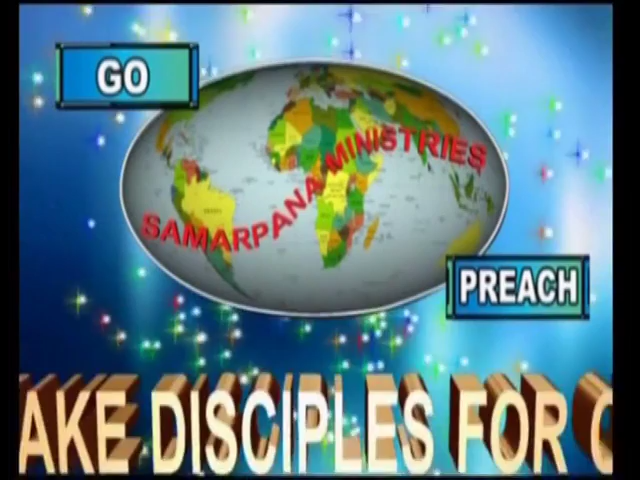 GO
SAMARPANA MINISTRIES
PREACH
AKE DISCIPLES FOR C